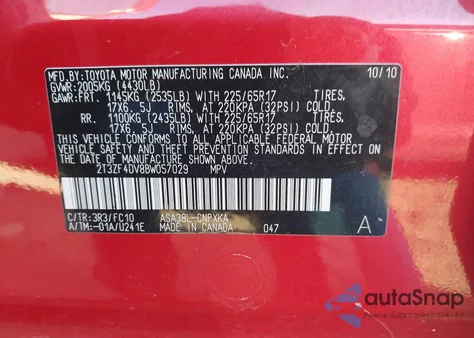 MFD. BY: TOYOTA MOTOR MANUFACTURING CANADA INC. 10/10
GVWR: 2005KG (4430LB)
GAWR: FRT. 1145KG (2535LB) WITH 225/65R17 TIRES,
17X6. 5J RIMS, AT 220KPA (32PSI) COLD.
RR. 1100KG (2435LB) WITH 225/65R17 TIRES,
17X6. 5J RIMS, AT 220KPA (32PSI) COLD.
THIS VEHICLE CONFORMS TO ALL APPLICABLE FEDERAL MOTOR
VEHICLE SAFETY AND THEFT PREVENTION STANDARDS IN EFFECT ON
THE DATE OF MANUFACTURE SHOWN ABOVE.
2T3ZF4DV8BW057029 MPV
C/TR: 3R3/FC10 ASA38L-CNPXKA A
A/TM: -01A/U241E MADE IN CANADA 047
autoSnap